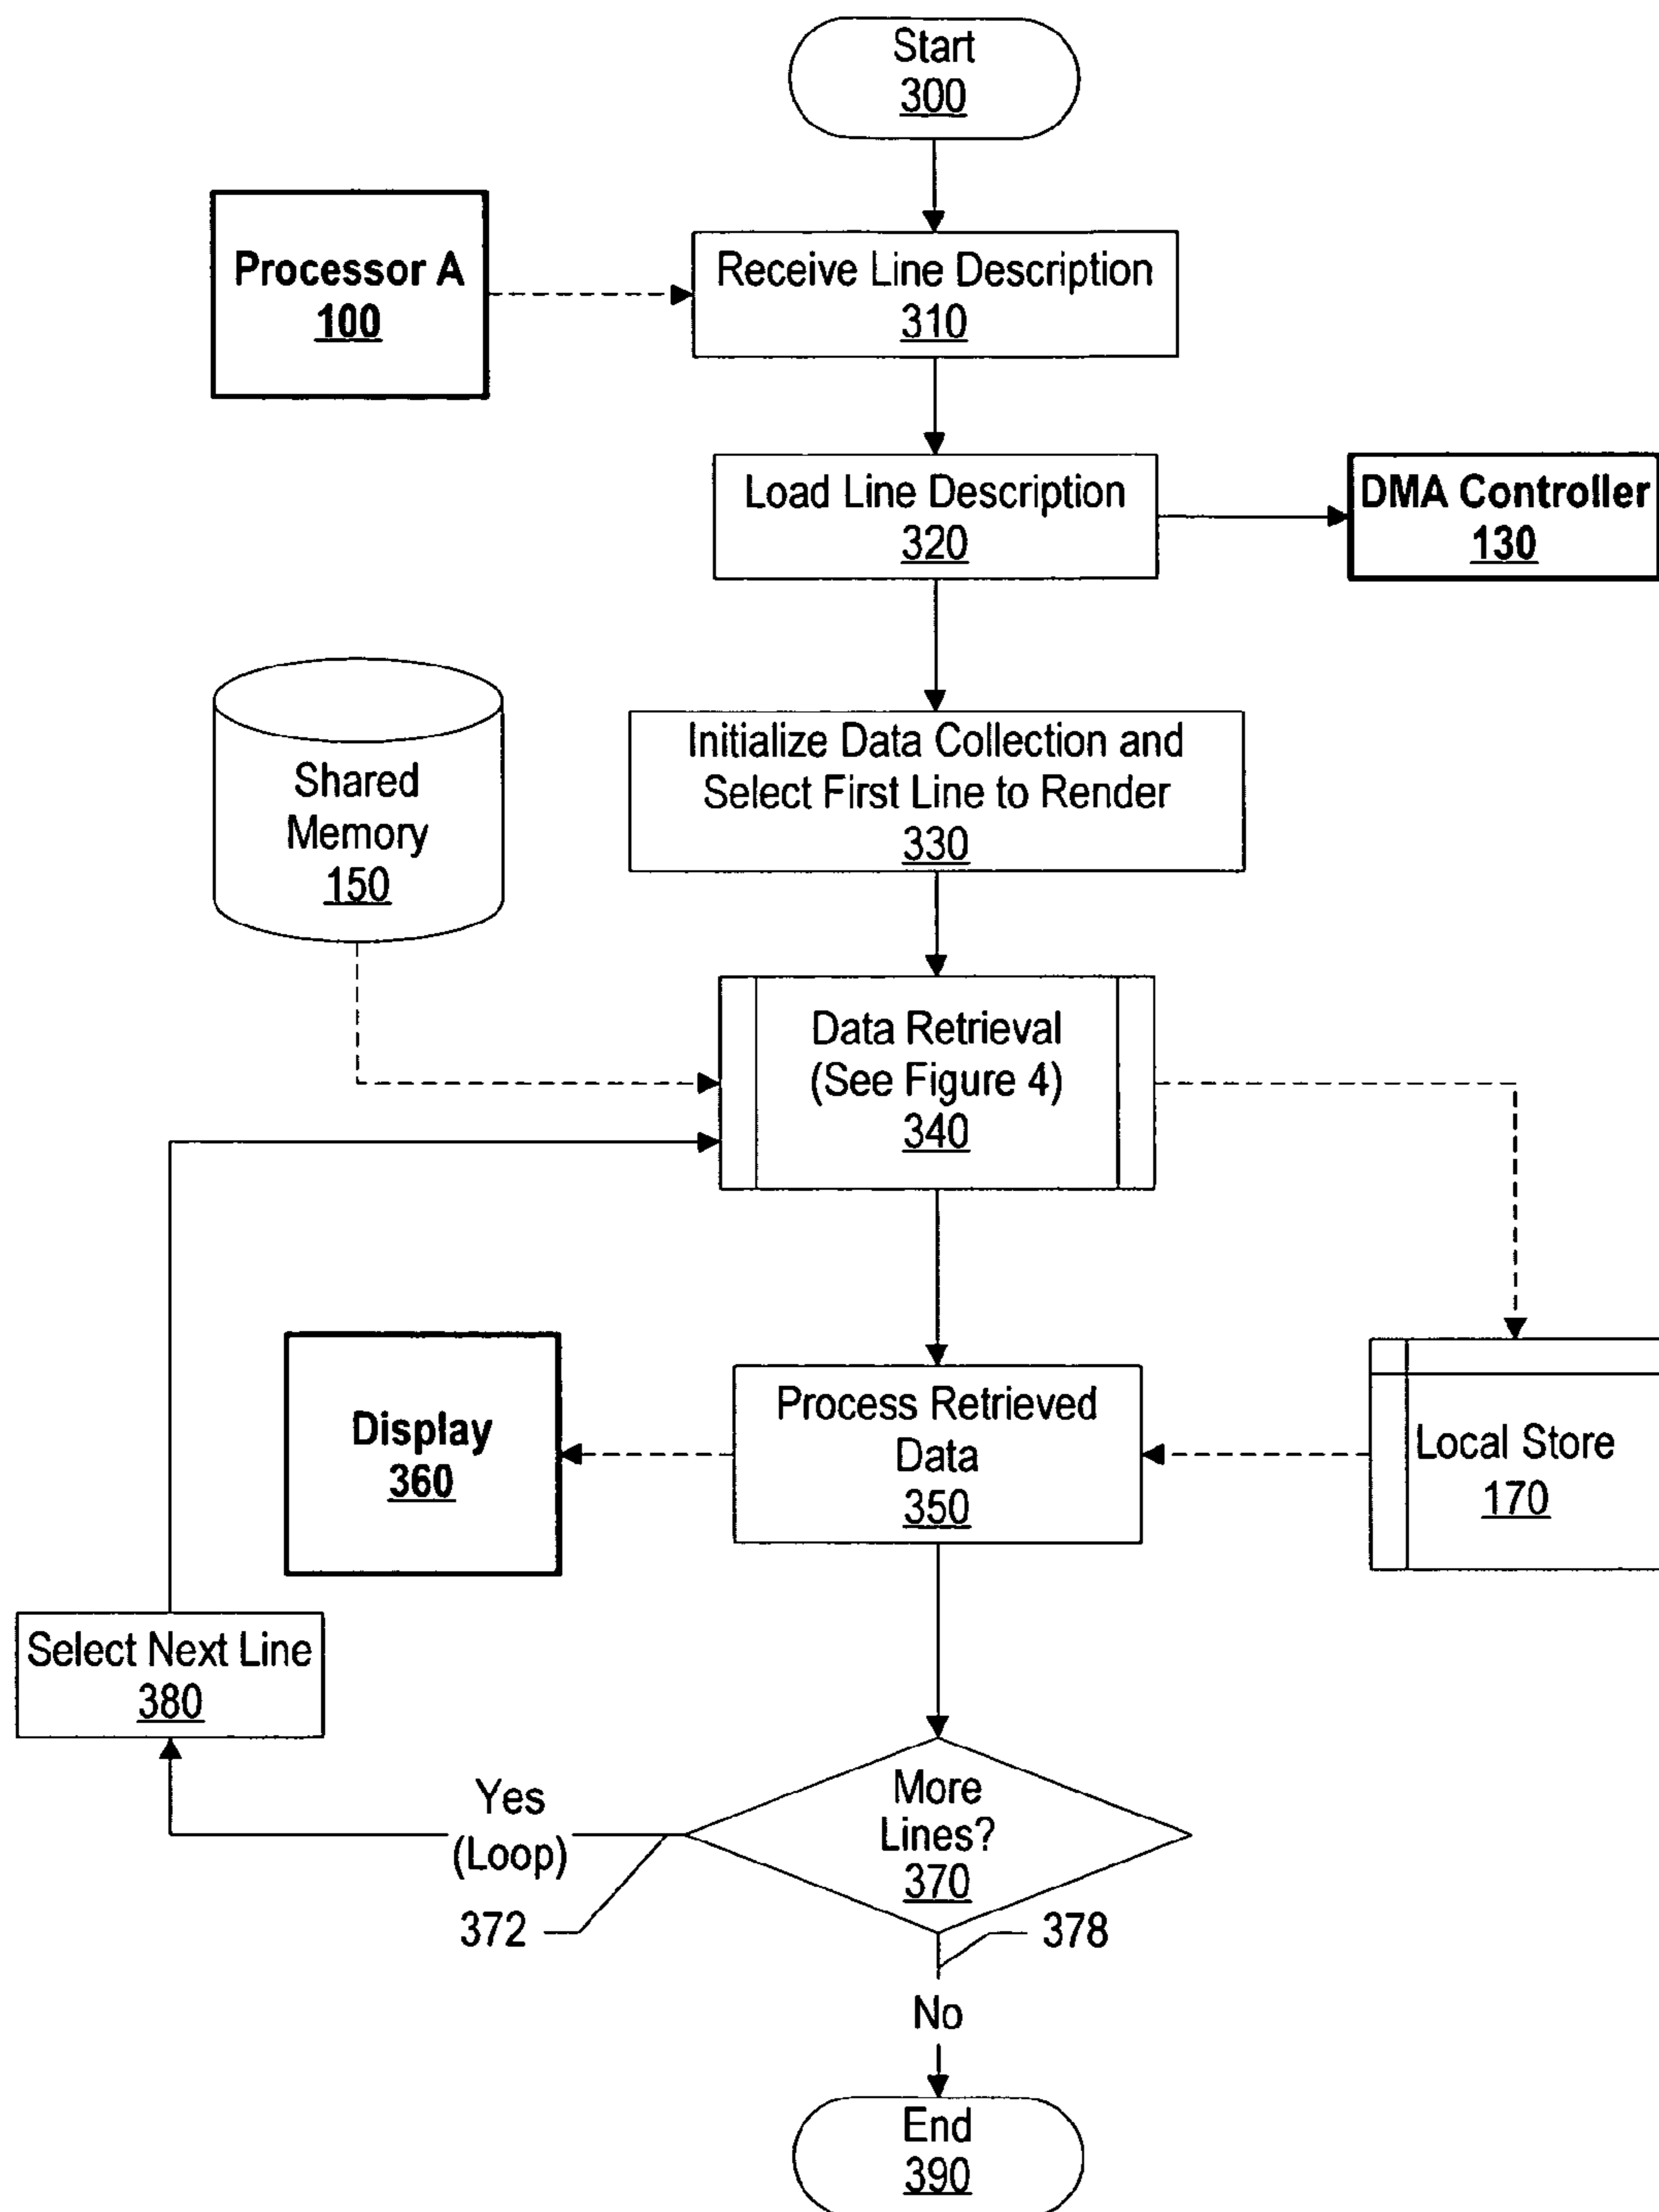 Start
300
Processor A
100
Receive Line Description
310
Load Line Description
320
DMA Controller
130
Initialize Data Collection and
Select First Line to Render
330
Shared
Memory
150
Data Retrieval
(See Figure 4)
340
Display
360
Process Retrieved
Data
350
Local Store
170
Select Next Line
380
Yes
(Loop)
More
Lines?
370
372
378
No
End
390